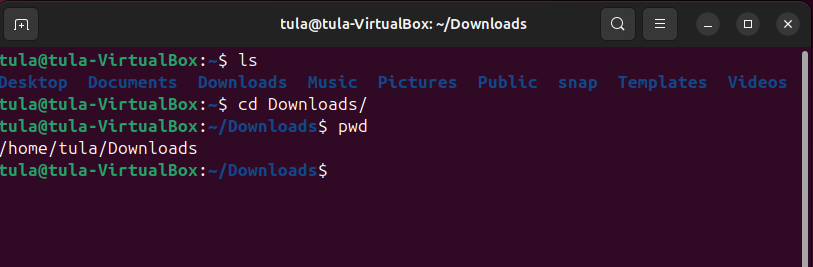 tula@tula-VirtualBox: ~/Downloads
tula@tula-VirtualBox:~$ ls
Desktop  Documents  Downloads  Music  Pictures  Public  snap  Templates  Videos
tula@tula-VirtualBox:~$ cd Downloads/
tula@tula-VirtualBox:~/Downloads$ pwd
/home/tula/Downloads
tula@tula-VirtualBox:~/Downloads$